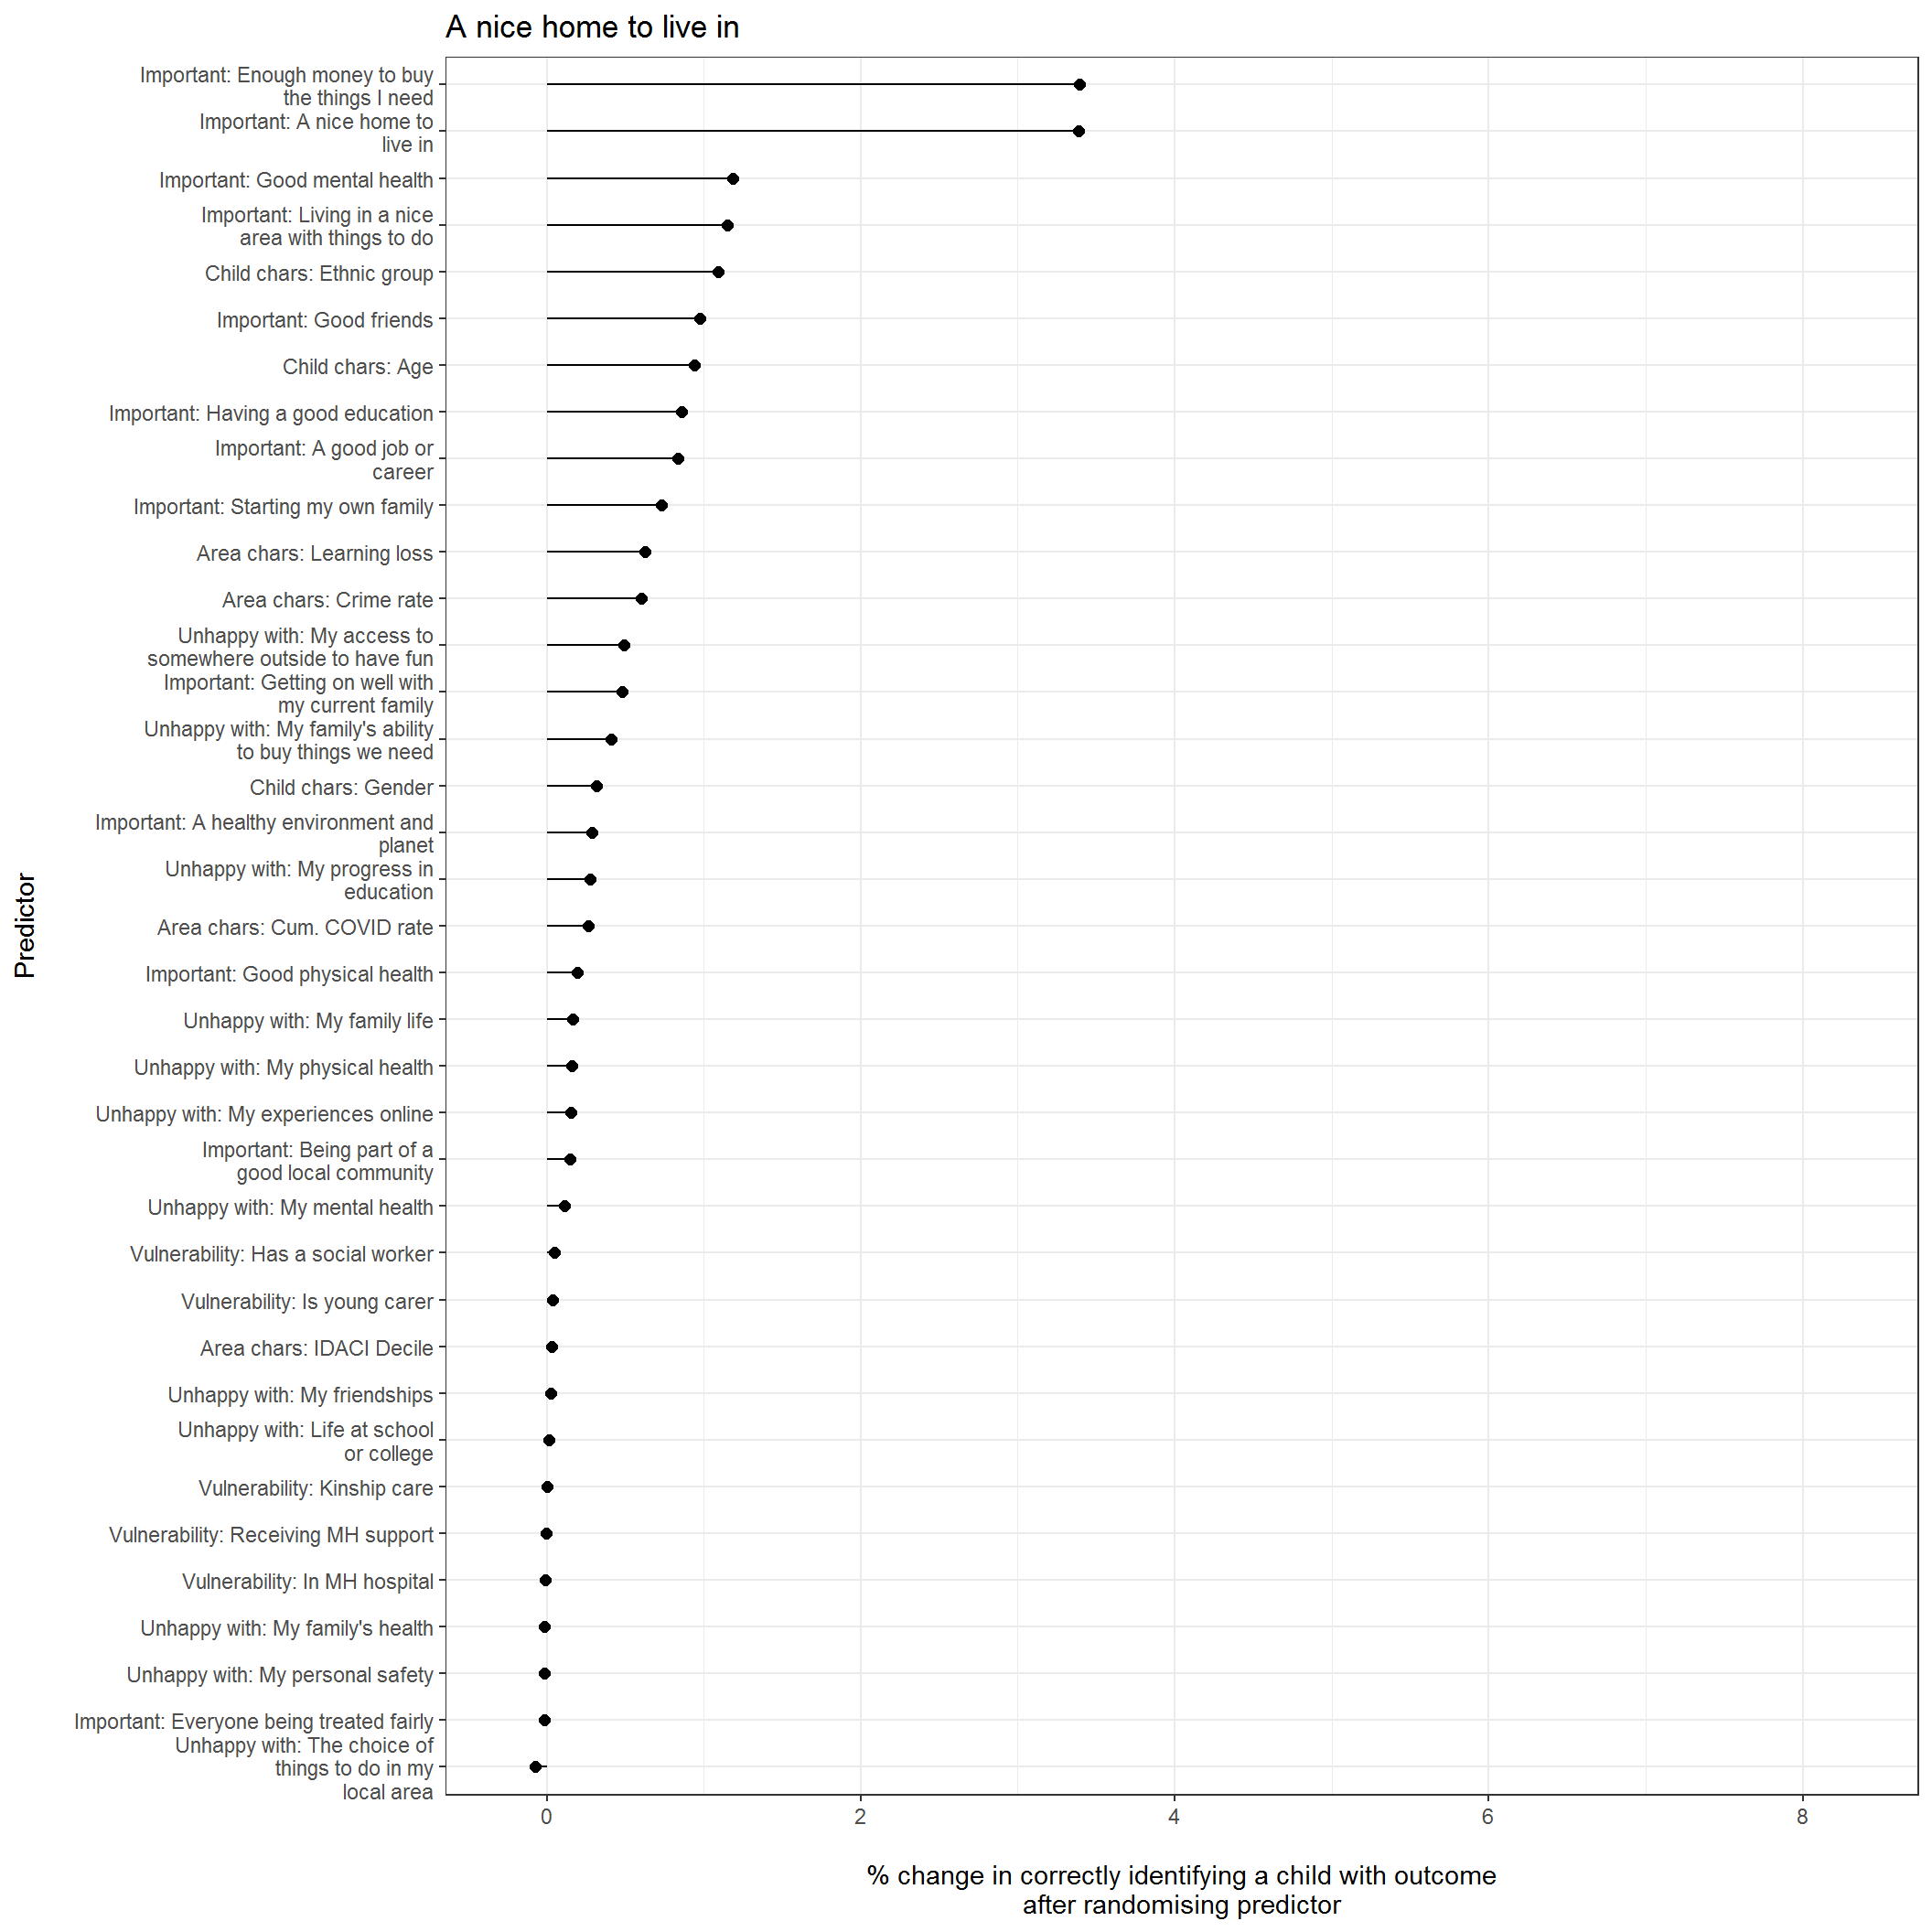 A nice home to live in
Important: Enough money to buy
the things I need
Important: A nice home to
live in
Important: Good mental health
Important: Living in a nice
area with things to do
Child chars: Ethnic group
Important: Good friends
Child chars: Age
Important: Having a good education
Important: A good job or
career
Important: Starting my own family
Area chars: Learning loss
Area chars: Crime rate
Unhappy with: My access to
somewhere outside to have fun
Important: Getting on well with
my current family
Unhappy with: My family's ability
to buy things we need
Child chars: Gender
Important: A healthy environment and
planet
Unhappy with: My progress in
education
Area chars: Cum. COVID rate
Important: Good physical health
Unhappy with: My family life
Unhappy with: My physical health
Unhappy with: My experiences online
Important: Being part of a
good local community
Unhappy with: My mental health
Vulnerability: Has a social worker
Vulnerability: Is young carer
Area chars: IDACI Decile
Unhappy with: My friendships
Unhappy with: Life at school
or college
Vulnerability: Kinship care
Vulnerability: Receiving MH support
Vulnerability: In MH hospital
Unhappy with: My family's health
Unhappy with: My personal safety
Important: Everyone being treated fairly
Unhappy with: The choice of
things to do in my
local area
Predictor
0 2 4 6 8
% change in correctly identifying a child with outcome
after randomising predictor